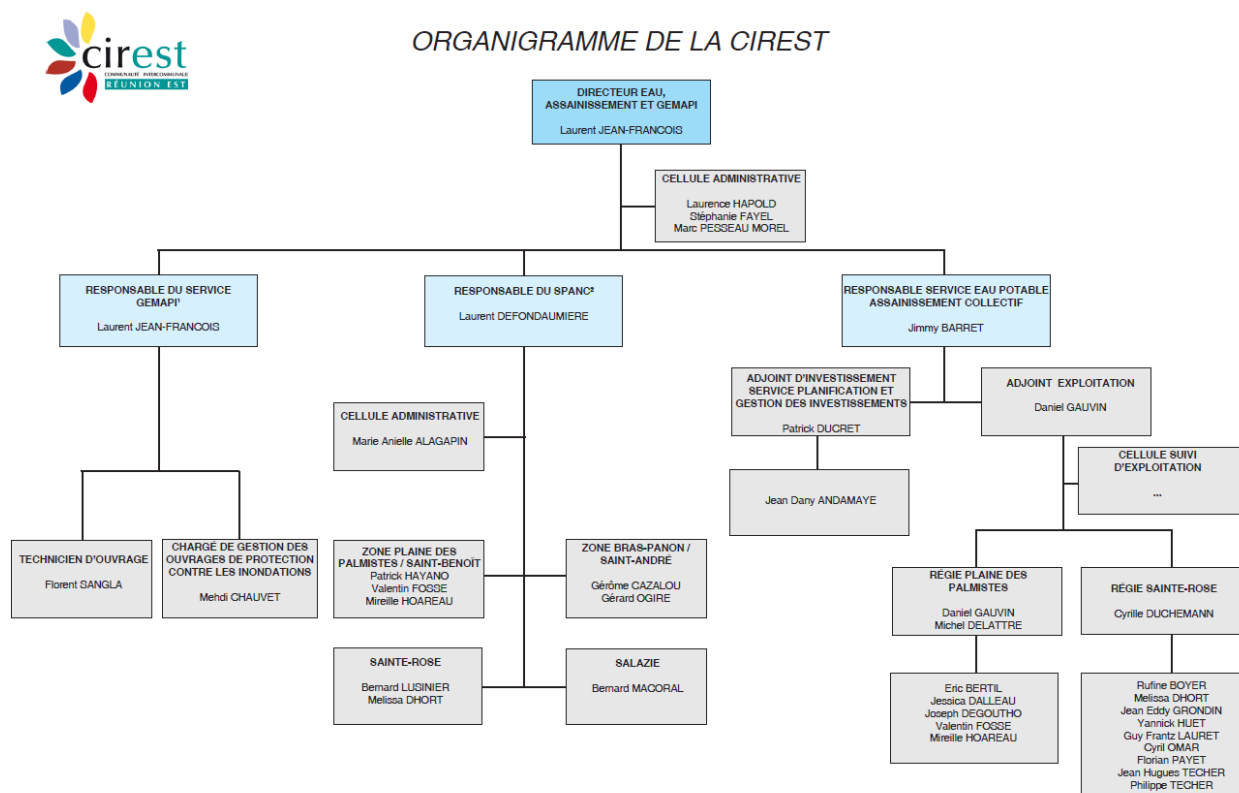 cirest
COMMUNAUTÉ INTERCOMMUNALE
RÉUNION EST
ORGANIGRAMME DE LA CIREST
DIRECTEUR EAU,
ASSAINISSEMENT ET GEMAPI
Laurent JEAN-FRANCOIS
CELLULE ADMINISTRATIVE
Laurence HAPOLD
Stéphanie FAYEL
Marc PESSEAU MOREL
RESPONSABLE DU SERVICE
GEMAPI¹
Laurent JEAN-FRANCOIS
RESPONSABLE DU SPANC²
Laurent DEFONDAUMIERE
RESPONSABLE SERVICE EAU POTABLE
ASSAINISSEMENT COLLECTIF
Jimmy BARRET
ADJOINT D'INVESTISSEMENT
SERVICE PLANIFICATION ET
GESTION DES INVESTISSEMENTS
Patrick DUCRET
ADJOINT EXPLOITATION
Daniel GAUVIN
CELLULE ADMINISTRATIVE
Marie Anielle ALAGAPIN
CELLULE SUIVI
D'EXPLOITATION
...
Jean Dany ANDAMAYE
TECHNICIEN D'OUVRAGE
Florent SANGLA
CHARGÉ DE GESTION DES
OUVRAGES DE PROTECTION
CONTRE LES INONDATIONS
Mehdi CHAUVET
ZONE PLAINE DES
PALMISTES / SAINT-BENOÎT
Patrick HAYANO
Valentin FOSSE
Mireille HOAREAU
ZONE BRAS-PANON /
SAINT-ANDRÉ
Gérôme CAZALOU
Gérard OGIRE
RÉGIE PLAINE DES
PALMISTES
Daniel GAUVIN
Michel DELATTRE
RÉGIE SAINTE-ROSE
Cyrille DUCHEMANN
SAINTE-ROSE
Bernard LUSINIER
Melissa DHORT
SALAZIE
Bernard MACORAL
Eric BERTIL
Jessica DALLEAU
Joseph DEGOUTHO
Valentin FOSSE
Mireille HOAREAU
Rufine BOYER
Melissa DHORT
Jean Eddy GRONDIN
Yannick HUET
Guy Frantz LAURET
Cyril OMAR
Florian PAYET
Jean Hugues TECHER
Philippe TECHER